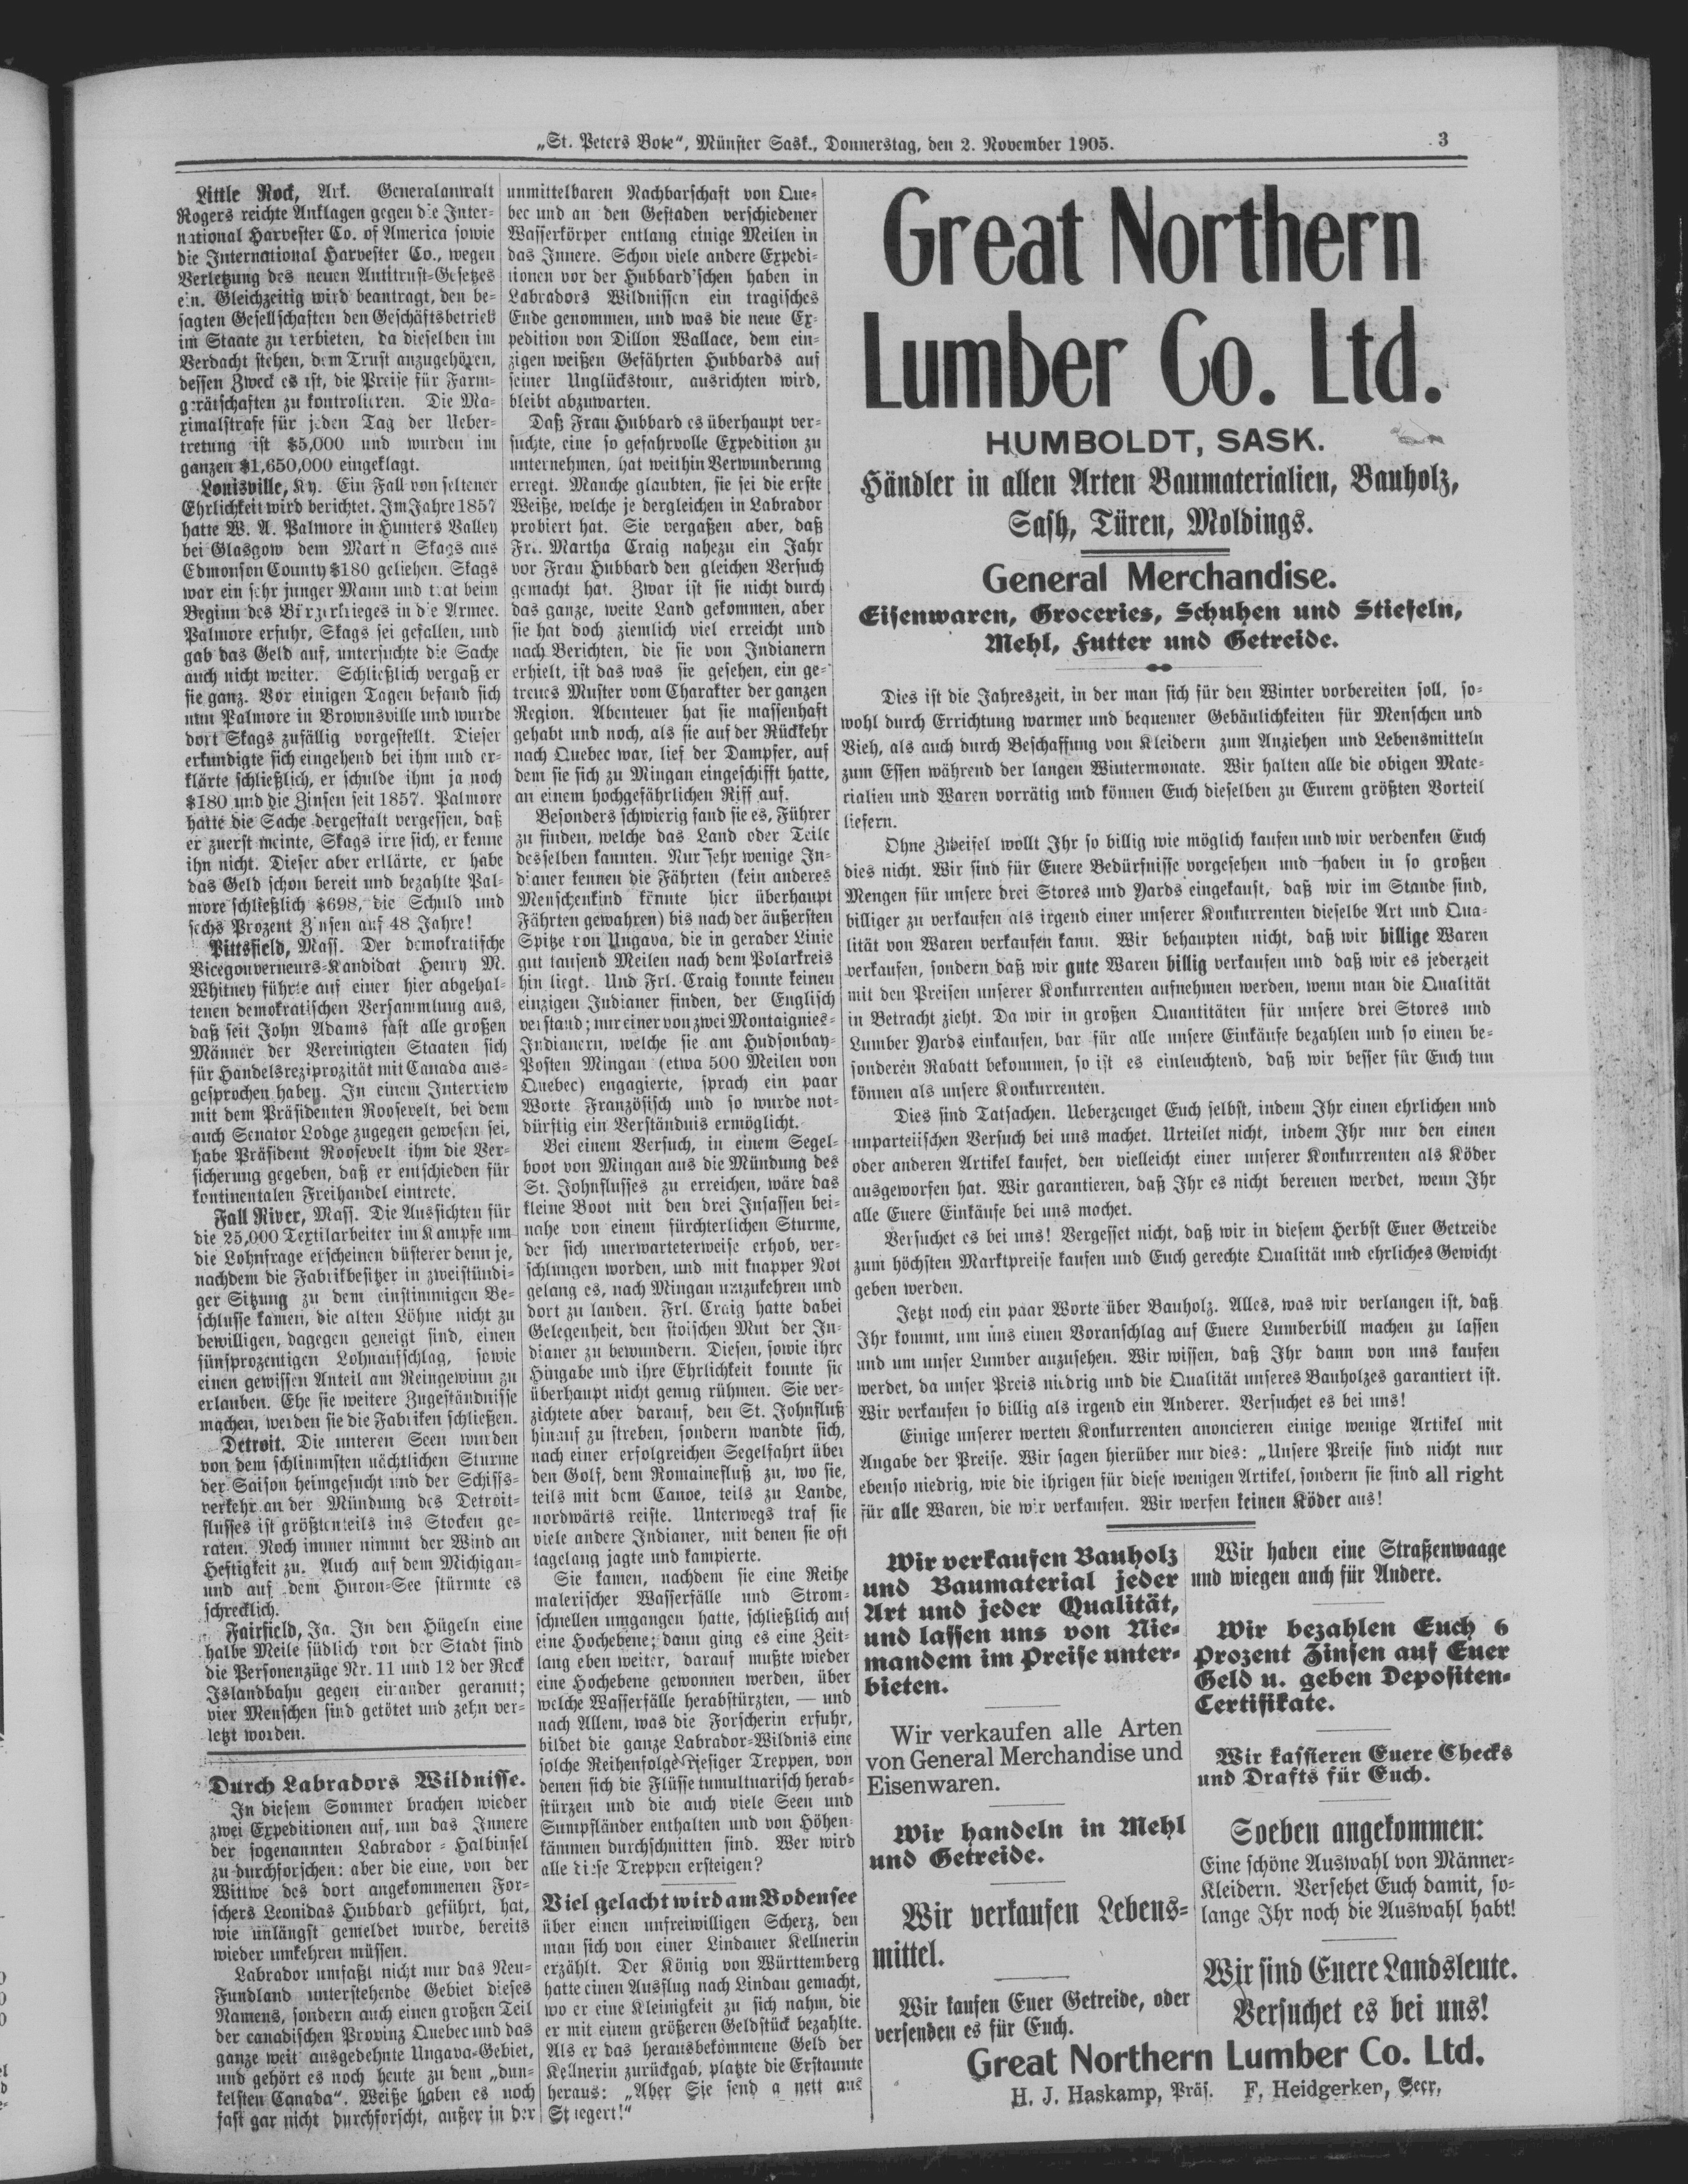 „St. Peters Bote“, Münster Sask., Donnerstag, den 2. November 1905.
3
Little Rock, Ark. Generalanwalt
Rogers reichte Anklagen gegen die Inter-
national Harvester Co. of America sowie
die International Harvester Co., wegen
Verletzung des neuen Antitrust-Gesetzes
ein. Gleichzeitig wird beantragt, den be-
sagten Gesellschaften den Geschäftsbetrieb
im Staate zu verbieten, da dieselben im
Verdacht stehen, dem Trust anzugehören,
dessen Zweck es ist, die Preise für Farm-
gerätschaften zu kontrolieren. Die Ma-
ximalstrafe für jeden Tag der Ueber-
tretung ist $5,000 und wurden im
ganzen $1,650,000 eingeklagt.
Louisville, Ky. Ein Fall von seltener
Ehrlichkeit wird berichtet. Im Jahre 1857
hatte W. A. Palmore in Hunters Valley
bei Glasgow dem Martin Skags aus
Edmonson County $180 geliehen. Skags
war ein sehr junger Mann und trat beim
Beginn des Bürgerkrieges in die Armee.
Palmore erfuhr, Skags sei gefallen, und
gab das Geld auf, untersuchte die Sache
auch nicht weiter. Schließlich vergaß er
sie ganz. Vor einigen Tagen befand sich
nun Palmore in Brownsville und wurde
dort Skags zufällig vorgestellt. Dieser
erkundigte sich eingehend bei ihm und er-
klärte schließlich, er schulde ihm ja noch
$180 und die Zinsen seit 1857. Palmore
hatte die Sache dergestalt vergessen, daß
er zuerst meinte, Skags irre sich, er kenne
ihn nicht. Dieser aber erklärte, er habe
das Geld schon bereit und bezahlte Pal-
more schließlich $698, die Schuld und
sechs Prozent Zinsen auf 48 Jahre!
Pittsfield, Mass. Der demokratische
Vicegouverneurs-Kandidat Henry M.
Whitney führte auf einer hier abgehal-
tenen demokratischen Versammlung aus,
daß seit John Adams fast alle großen
Männer der Vereinigten Staaten sich
für Handelsreziprozität mit Canada aus-
gesprochen haben. In einem Interview
mit dem Präsidenten Roosevelt, bei dem
auch Senator Lodge zugegen gewesen sei,
habe Präsident Roosevelt ihm die Ver-
sicherung gegeben, daß er entschieden für
kontinentalen Freihandel eintrete.
Fall River, Mass. Die Aussichten für
die 25,000 Textilarbeiter im Kampfe um
die Lohnfrage erscheinen düsterer denn je,
nachdem die Fabrikbesitzer in zweistündi-
ger Sitzung zu dem einstimmigen Be-
schlusse kamen, die alten Löhne nicht zu
bewilligen, dagegen geneigt sind, einen
fünfprozentigen Lohnaufschlag, sowie
einen gewissen Anteil am Reingewinn zu
erlauben. Ehe sie weitere Zugeständnisse
machen, werden sie die Fabriken schließen.
Detroit. Die unteren Seen wurden
von dem schlimmsten nächtlichen Sturme
der Saison heimgesucht und der Schiffs-
verkehr an der Mündung des Detroit-
flusses ist größtenteils ins Stocken ge-
raten. Noch immer nimmt der Wind an
Heftigkeit zu. Auch auf dem Michigan-
und auf dem Huron-See stürmte es
schrecklich.
Fairfield, Ja. In den Hügeln eine
halbe Meile südlich von der Stadt sind
die Personenzüge Nr. 11 und 12 der Rock
Islandbahn gegen einander gerannt;
vier Menschen sind getötet und zehn ver-
letzt worden.
Durch Labradors Wildnisse.
In diesem Sommer brachen wieder
zwei Expeditionen auf, um das Innere
der sogenannten Labrador-Halbinsel
zu durchforschen: aber die eine, von der
Wittwe des dort angekommenen For-
schers Leonidas Hubbard geführt, hat,
wie unlängst gemeldet wurde, bereits
wieder umkehren müssen.
Labrador umfaßt nicht nur das Neu-
Fundland unterstehende Gebiet dieses
Namens, sondern auch einen großen Teil
der canadischen Provinz Quebec und das
ganze weit ausgedehnte Ungava-Gebiet,
und gehört es noch heute zu dem „dun-
kelsten Canada“. Weiße haben es noch
fast gar nicht durchforscht, außer in der
unmittelbaren Nachbarschaft von Que-
bec und an den Gestaden verschiedener
Wasserkörper entlang einige Meilen in
das Innere. Schon viele andere Expedi-
tionen vor der Hubbard'schen haben in
Labradors Wildnissen ein tragisches
Ende genommen, und was die neue Ex-
pedition von Dillon Wallace, dem ein-
zigen weißen Gefährten Hubbards auf
seiner Unglückstour, ausrichten wird,
bleibt abzuwarten.
Daß Frau Hubbard es überhaupt ver-
suchte, eine so gefahrvolle Expedition zu
unternehmen, hat weithin Verwunderung
erregt. Manche glaubten, sie sei die erste
Weiße, welche je dergleichen in Labrador
probiert hat. Sie vergaßen aber, daß
Frl. Martha Craig nahezu ein Jahr
vor Frau Hubbard den gleichen Versuch
gemacht hat. Zwar ist sie nicht durch
das ganze, weite Land gekommen, aber
sie hat doch ziemlich viel erreicht und
nach Berichten, die sie von Indianern
erhielt, ist das was sie gesehen, ein ge-
treues Muster vom Charakter der ganzen
Region. Abenteuer hat sie massenhaft
gehabt und noch, als sie auf der Rückkehr
nach Quebec war, lief der Dampfer, auf
dem sie sich zu Mingan eingeschifft hatte,
an einem hochgefährlichen Riff auf.
Besonders schwierig fand sie es, Führer
zu finden, welche das Land oder Teile
desselben kannten. Nur sehr wenige In-
dianer kennen die Fährten (kein anderes
Menschenkind könnte hier überhaupt
Fährten gewahren) bis nach der äußersten
Spitze von Ungava, die in gerader Linie
gut tausend Meilen nach dem Polarkreis
hin liegt. Und Frl. Craig konnte keinen
einzigen Indianer finden, der Englisch
verstand; nur einer von zwei Montaignies-
Indianern, welche sie am Hudsonbay-
Posten Mingan (etwa 500 Meilen von
Quebec) engagierte, sprach ein paar
Worte Französisch und so wurde not-
dürftig ein Verständnis ermöglicht.
Bei einem Versuch, in einem Segel-
boot von Mingan aus die Mündung des
St. Johnflusses zu erreichen, wäre das
kleine Boot mit den drei Insassen bei-
nahe von einem fürchterlichen Sturme,
der sich unerwarteterweise erhob, ver-
schlungen worden, und mit knapper Not
gelang es, nach Mingan umzukehren und
dort zu landen. Frl. Craig hatte dabei
Gelegenheit, den stoischen Mut der In-
dianer zu bewundern. Diesen, sowie ihre
Hingabe und ihre Ehrlichkeit konnte sie
überhaupt nicht genug rühmen. Sie ver-
zichtete aber darauf, den St. Johnfluß
hinauf zu streben, sondern wandte sich,
nach einer erfolgreichen Segelfahrt über
den Golf, dem Romainefluß zu, wo sie,
teils mit dem Canoe, teils zu Lande,
nordwärts reiste. Unterwegs traf sie
viele andere Indianer, mit denen sie oft
tagelang jagte und kampierte.
Sie kamen, nachdem sie eine Reihe
malerischer Wasserfälle und Strom-
schnellen umgangen hatte, schließlich auf
eine Hochebene; dann ging es eine Zeit-
lang eben weiter, darauf mußte wieder
eine Hochebene gewonnen werden, über
welche Wasserfälle herabstürzten, — und
nach Allem, was die Forscherin erfuhr,
bildet die ganze Labrador-Wildnis eine
solche Reihenfolge riesiger Treppen, von
denen sich die Flüsse tumultuarisch herab-
stürzen und die auch viele Seen und
Sumpfländer enthalten und von Höhen-
kämmen durchschnitten sind. Wer wird
alle diese Treppen ersteigen?
Viel gelacht wird am Bodensee
über einen unfreiwilligen Scherz, den
man sich von einer Lindauer Kellnerin
erzählt. Der König von Württemberg
hatte einen Ausflug nach Lindau gemacht,
wo er eine Kleinigkeit zu sich nahm, die
er mit einem größeren Geldstück bezahlte.
Als er das herausbekommene Geld der
Kellnerin zurückgab, platzte die Erstaunte
heraus: „Aber Sie send a nett aus
Stuegert!“
Great Northern
Lumber Co. Ltd.
HUMBOLDT, SASK.
Händler in allen Arten Baumaterialien, Bauholz,
Sash, Türen, Moldings.
General Merchandise.
Eisenwaren, Groceries, Schuhen und Stiefeln,
Mehl, Futter und Getreide.
Dies ist die Jahreszeit, in der man sich für den Winter vorbereiten soll, so-
wohl durch Errichtung warmer und bequemer Gebäulichkeiten für Menschen und
Vieh, als auch durch Beschaffung von Kleidern zum Anziehen und Lebensmitteln
zum Essen während der langen Wintermonate. Wir halten alle die obigen Mate-
rialien und Waren vorrätig und können Euch dieselben zu Eurem größten Vorteil
liefern.
Ohne Zweifel wollt Ihr so billig wie möglich kaufen und wir verdenken Euch
dies nicht. Wir sind für Euere Bedürfnisse vorgesehen und haben in so großen
Mengen für unsere drei Stores und Yards eingekauft, daß wir im Stande sind,
billiger zu verkaufen als irgend einer unserer Konkurrenten dieselbe Art und Qua-
lität von Waren verkaufen kann. Wir behaupten nicht, daß wir billige Waren
verkaufen, sondern daß wir gute Waren billig verkaufen und daß wir es jederzeit
mit den Preisen unserer Konkurrenten aufnehmen werden, wenn man die Qualität
in Betracht zieht. Da wir in großen Quantitäten für unsere drei Stores und
Lumber Yards einkaufen, bar für alle unsere Einkäufe bezahlen und so einen be-
sonderen Rabatt bekommen, so ist es einleuchtend, daß wir besser für Euch tun
können als unsere Konkurrenten.
Dies sind Tatsachen. Ueberzeuget Euch selbst, indem Ihr einen ehrlichen und
unparteiischen Versuch bei uns machet. Urteilet nicht, indem Ihr nur den einen
oder anderen Artikel kaufet, den vielleicht einer unserer Konkurrenten als Köder
ausgeworfen hat. Wir garantieren, daß Ihr es nicht bereuen werdet, wenn Ihr
alle Euere Einkäufe bei uns machet.
Versuchet es bei uns! Vergesset nicht, daß wir in diesem Herbst Euer Getreide
zum höchsten Marktpreise kaufen und Euch gerechte Qualität und ehrliches Gewicht
geben werden.
Jetzt noch ein paar Worte über Bauholz. Alles, was wir verlangen ist, daß
Ihr kommt, um uns einen Voranschlag auf Euere Lumberbill machen zu lassen
und um unser Lumber anzusehen. Wir wissen, daß Ihr dann von uns kaufen
werdet, da unser Preis niedrig und die Qualität unseres Bauholzes garantiert ist.
Wir verkaufen so billig als irgend ein Anderer. Versuchet es bei uns!
Einige unserer werten Konkurrenten anoncieren einige wenige Artikel mit
Angabe der Preise. Wir sagen hierüber nur dies: „Unsere Preise sind nicht nur
ebenso niedrig, wie die ihrigen für diese wenigen Artikel, sondern sie sind all right
für alle Waren, die wir verkaufen. Wir werfen keinen Köder aus!
Wir verkaufen Bauholz
und Baumaterial jeder
Art und jeder Qualität,
und lassen uns von Nie-
mandem im Preise unter-
bieten.
Wir verkaufen alle Arten
von General Merchandise und
Eisenwaren.
Wir handeln in Mehl
und Getreide.
Wir verkaufen Lebens-
mittel.
Wir kaufen Euer Getreide, oder
versenden es für Euch.
Wir haben eine Straßenwaage
und wiegen auch für Andere.
Wir bezahlen Euch 6
Prozent Zinsen auf Euer
Geld u. geben Depositen-
Certifikate.
Wir kassieren Euere Checks
und Drafts für Euch.
Soeben angekommen:
Eine schöne Auswahl von Männer-
Kleidern. Versehet Euch damit, so-
lange Ihr noch die Auswahl habt!
Wir sind Euere Landsleute.
Versuchet es bei uns!
Great Northern Lumber Co. Ltd.
H. J. Haskamp, Präs. F. Heidgerken, Secr,